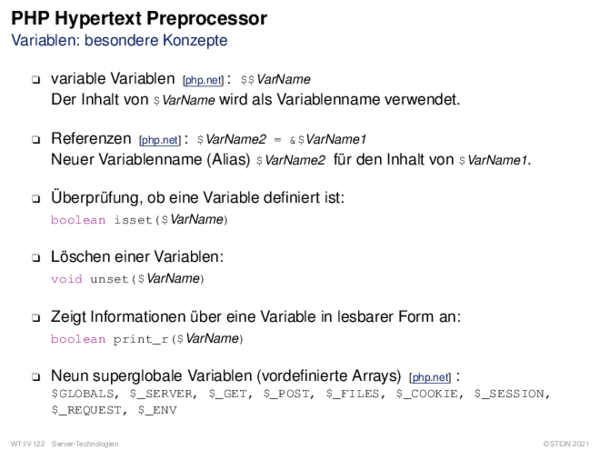 PHP Hypertext Preprocessor
Variablen: besondere Konzepte
❑ variable Variablen [php.net] : $$VarName
Der Inhalt von $VarName wird als Variablenname verwendet.
❑ Referenzen [php.net] : $VarName2 = &$VarName1
Neuer Variablenname (Alias) $VarName2 für den Inhalt von $VarName1.
❑ Überprüfung, ob eine Variable definiert ist:
boolean isset($VarName)
❑ Löschen einer Variablen:
void unset($VarName)
❑ Zeigt Informationen über eine Variable in lesbarer Form an:
boolean print_r($VarName)
❑ Neun superglobale Variablen (vordefinierte Arrays) [php.net] :
$GLOBALS, $_SERVER, $_GET, $_POST, $_FILES, $_COOKIE, $_SESSION,
$_REQUEST, $_ENV
WT:IV-122 Server-Technologien ©STEIN 2021